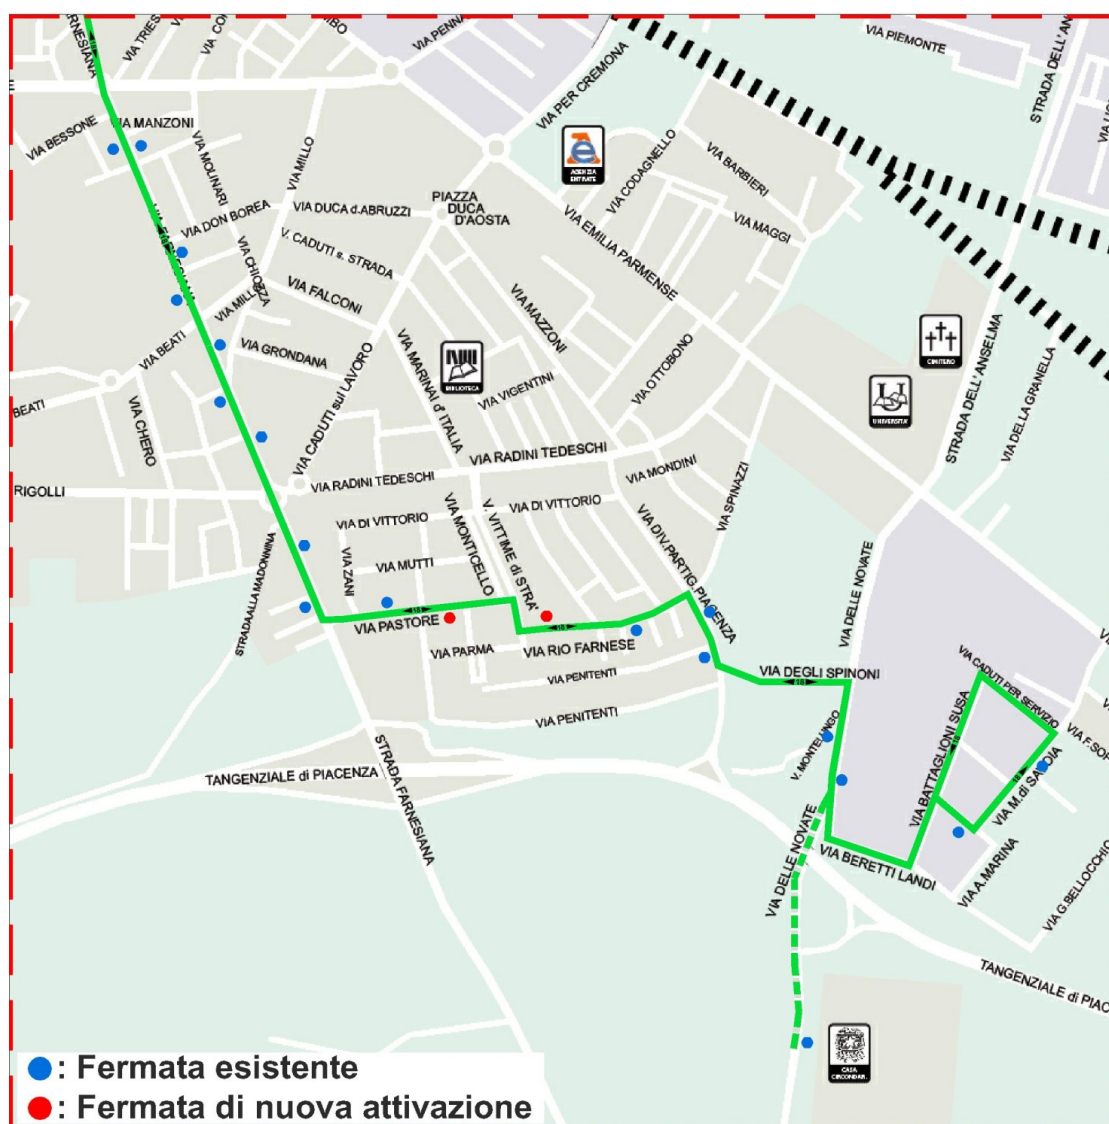 VIA PENNA
VIA PIEMONTE
STRADA DELL'AN
VIA PER CREMONA
VIA MANZONI
VIA BESSONE
VIA MOLINARI
VIA MILLO
AGENZIA
ENTRATE
VIA CODAGNELLO
VIA BARBIERI
VIA DON BOREA
VIA DUCA d.ABRUZZI
PIAZZA
DUCA
D'AOSTA
VIA MAGGI
VIA EMILIA PARMENSE
V. CADUTI s. STRADA
VIA CHIOZZA
VIA FALCONI
VIA MILLO
VIA MAZZONI
VIA BEATI
VIA GRONDANA
VIA CADUTI sul LAVORO
VIA MARINAI d'ITALIA
BIBLIOTECA
VIA VIGENTINI
VIA OTTOBONO
CIMITERO
UNIVERSITA'
STRADA DELL'ANSELMA
VIA DELLA GRANELLA
BEATI
VIA CHERO
VIA RADINI TEDESCHI
VIA RADINI TEDESCHI
VIA MONDINI
VIA SPINAZZI
RIGOLLI
VIA DI VITTORIO
VIA DI VITTORIO
VIA MONTICELLO
V. VITTIME di STRA'
VIA DIV.PARTIG.PIACENZA
STRADA ALLA MADONNINA
VIA ZANI
VIA MUTTI
VIA DELLE NOVATE
18
VIA PASTORE
18
VIA PARMA
VIA RIO FARNESE
VIA PENITENTI
VIA DEGLI SPINONI
18
VIA CADUTI PER SERVIZIO
VIA PENITENTI
V. MONTELUNGO
VIA BATTAGLIONI SUSA
18
VIA F.SOR
18
VIA M.di SAVOIA
TANGENZIALE di PIACENZA
STRADA FARNESIANA
VIA DELLE NOVATE
VIA BERETTI LANDI
VIA A.MARINA
VIA G.BELLOCCHIO
TANGENZIALE di PIAC
CASA
CIRCONDAR.
: Fermata esistente
: Fermata di nuova attivazione